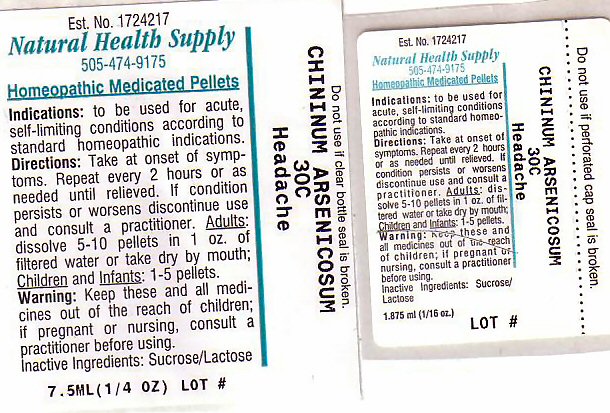 Est. No. 1724217
Natural Health Supply
505-474-9175
Homeopathic Medicated Pellets
Indications: to be used for acute,
self-limiting conditions according to
standard homeopathic indications.
Directions: Take at onset of symp-
toms. Repeat every 2 hours or as
needed until relieved. If condition
persists or worsens discontinue use
and consult a practitioner. Adults:
dissolve 5-10 pellets in 1 oz. of
filtered water or take dry by mouth;
Children and Infants: 1-5 pellets.
Warning: Keep these and all medi-
cines out of the reach of children;
if pregnant or nursing, consult a
practitioner before using.
Inactive Ingredients: Sucrose/Lactose
7.5ML(1/4 OZ) LOT #
Do not use if clear bottle seal is broken.
CHININUM ARSENICOSUM
30C
Headache
Est. No. 1724217
Natural Health Supply
505-474-9175
Homeopathic Medicated Pellets
Indications: to be used for
acute, self-limiting conditions
according to standard homeo-
pathic indications.
Directions: Take at onset of
symptoms. Repeat every 2 hours
or as needed until relieved. If
condition persists or worsens
discontinue use and consult a
practitioner. Adults: dis-
solve 5-10 pellets in 1 oz. of fil-
tered water or take dry by mouth;
Children and Infants: 1-5 pellets.
Warning: Keep these and
all medicines out of the reach
of children; if pregnant or
nursing, consult a practitioner
before using.
Inactive Ingredients: Sucrose/
Lactose
1.875 ml (1/16 oz.)
LOT #
CHININUM ARSENICOSUM
30C
Headache
Do not use if perforated cap seal is broken.